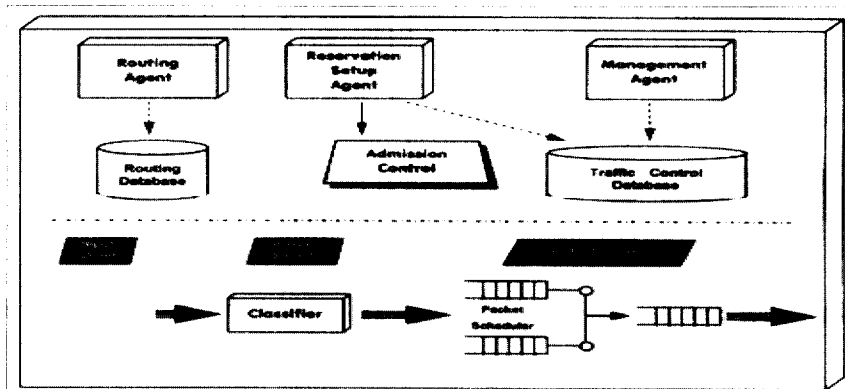 Routing
Agent
Reservation
Setup
Agent
Management
Agent
Routing
Database
Admission
Control
Traffic Control
Database
Classifier
Packet
Scheduler